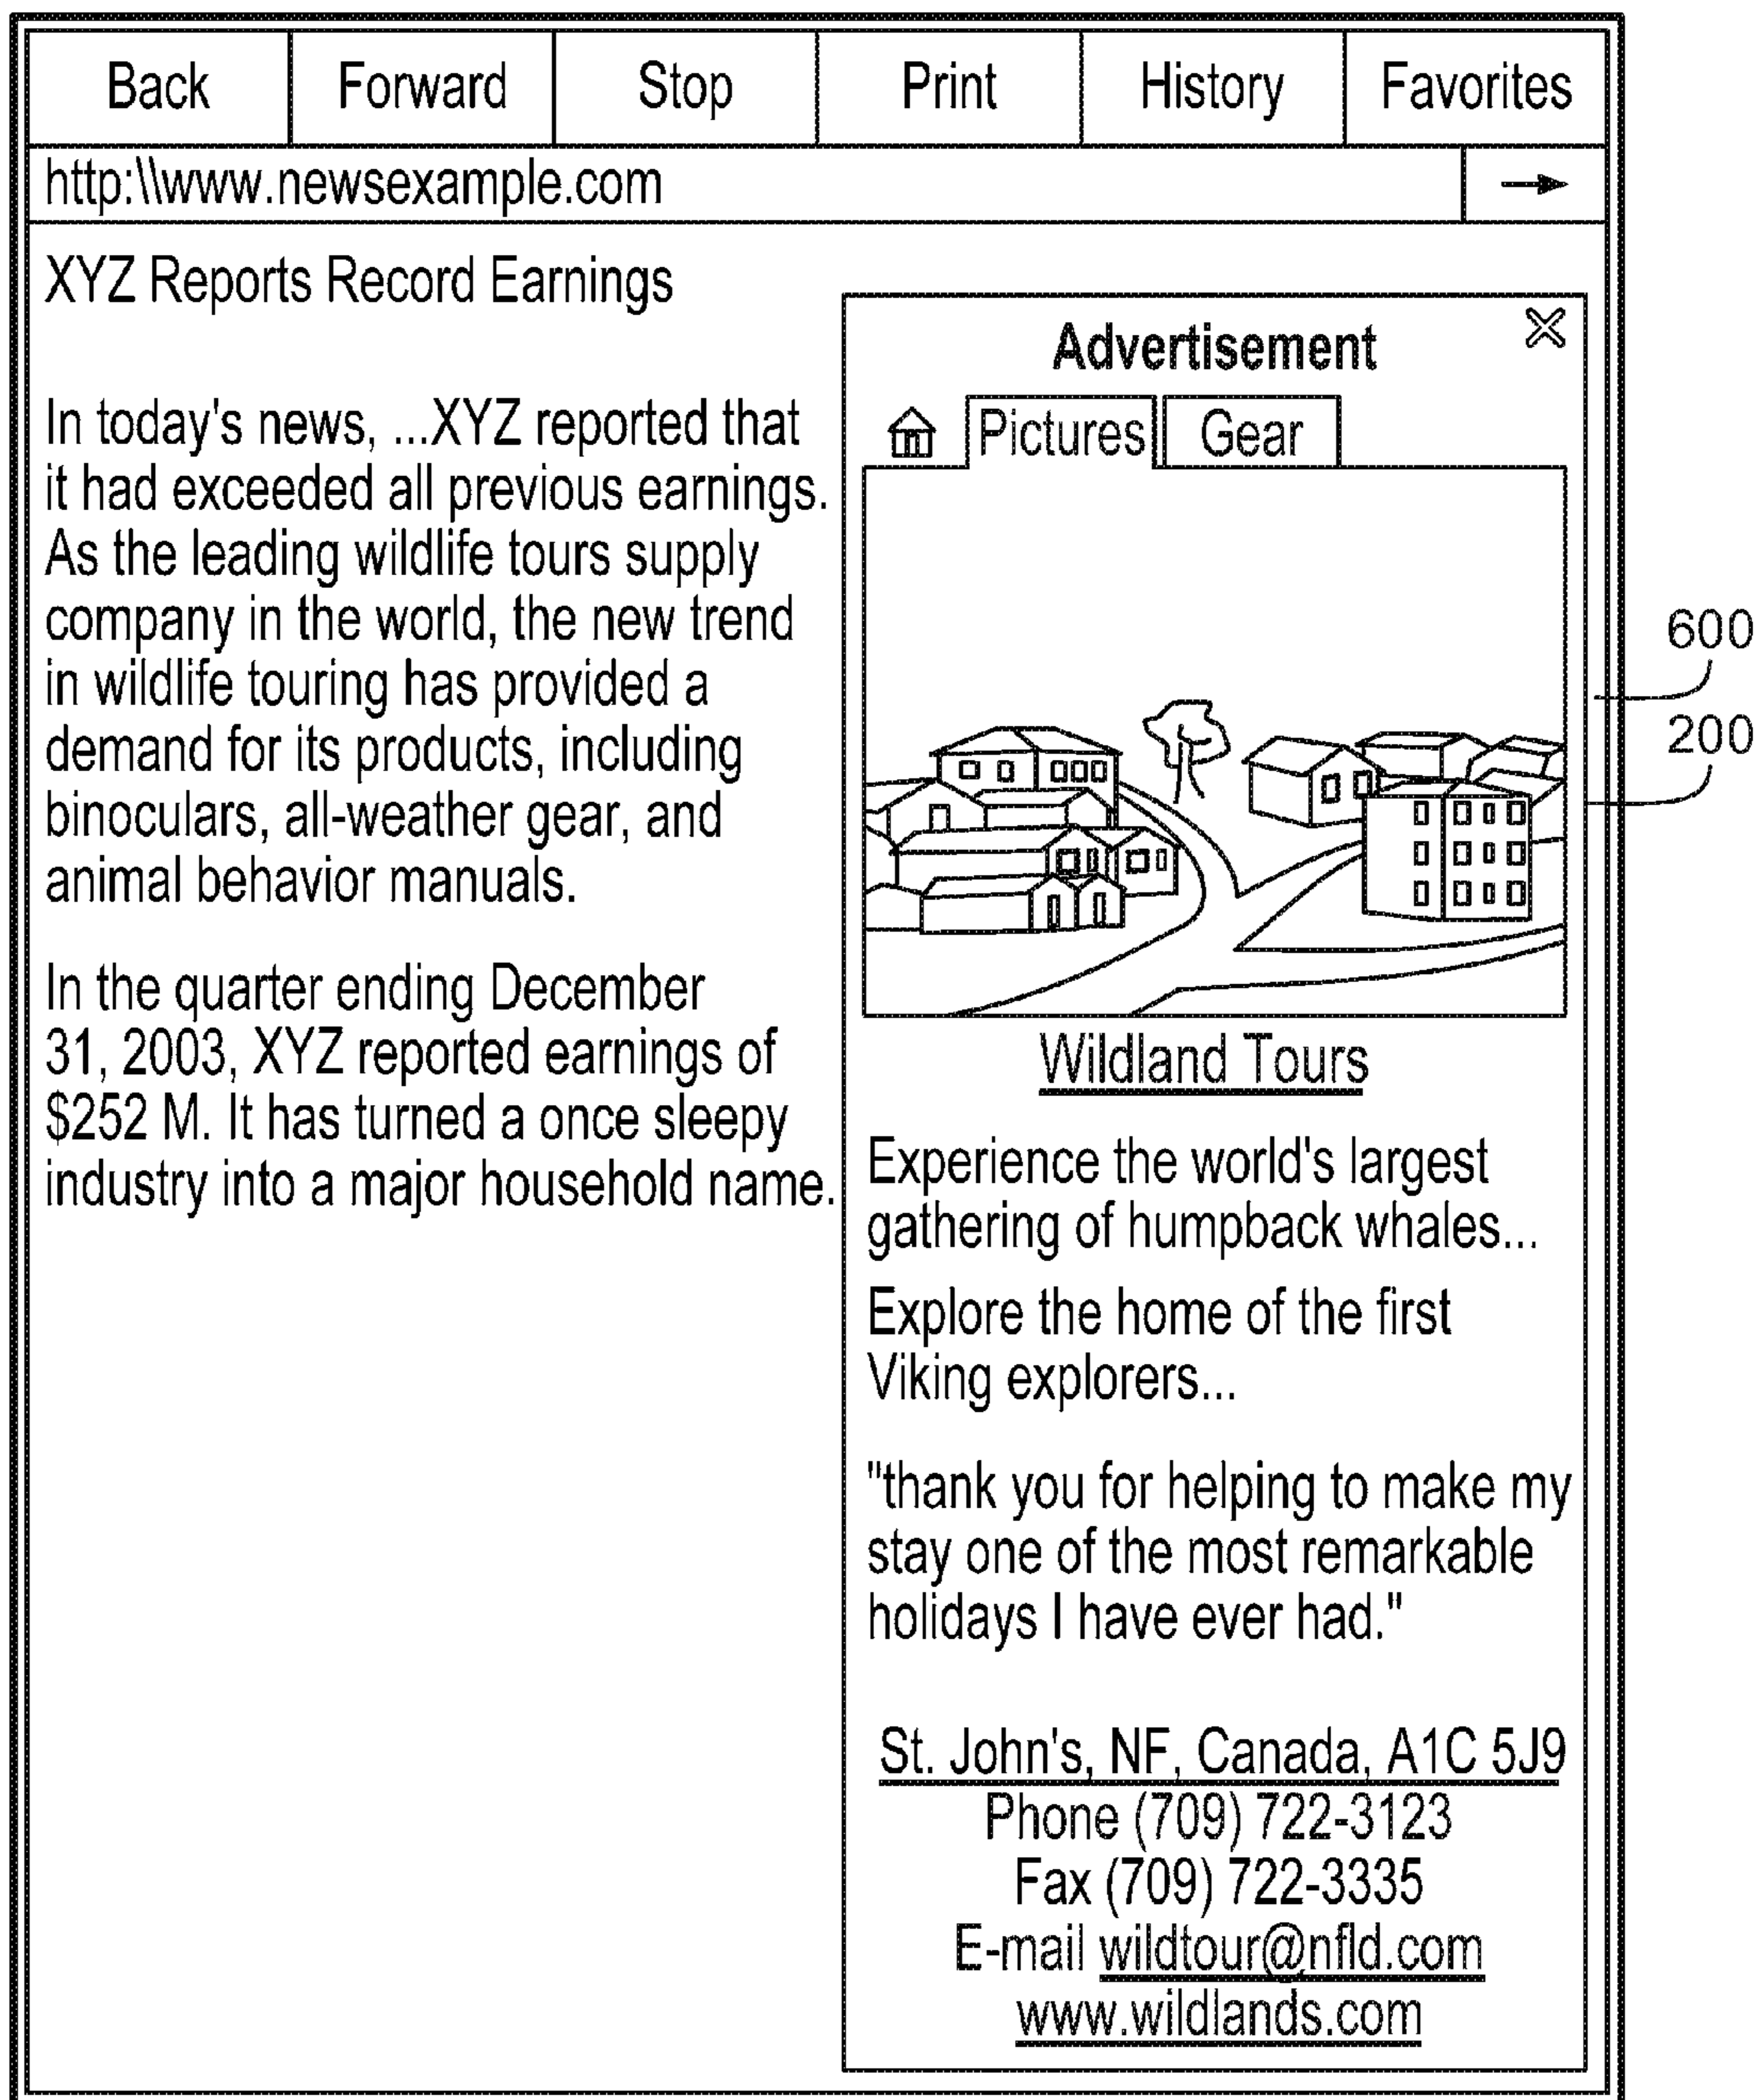 Back Forward Stop Print History Favorites
http:\\www.newsexample.com
XYZ Reports Record Earnings
In today's news, ...XYZ reported that
it had exceeded all previous earnings.
As the leading wildlife tours supply
company in the world, the new trend
in wildlife touring has provided a
demand for its products, including
binoculars, all-weather gear, and
animal behavior manuals.
In the quarter ending December
31, 2003, XYZ reported earnings of
$252 M. It has turned a once sleepy
industry into a major household name.
Advertisement
Pictures Gear
Wildland Tours
Experience the world's largest
gathering of humpback whales...
Explore the home of the first
Viking explorers...
"thank you for helping to make my
stay one of the most remarkable
holidays I have ever had."
St. John's, NF, Canada, A1C 5J9
Phone (709) 722-3123
Fax (709) 722-3335
E-mail wildtour@nfld.com
www.wildlands.com
600
200